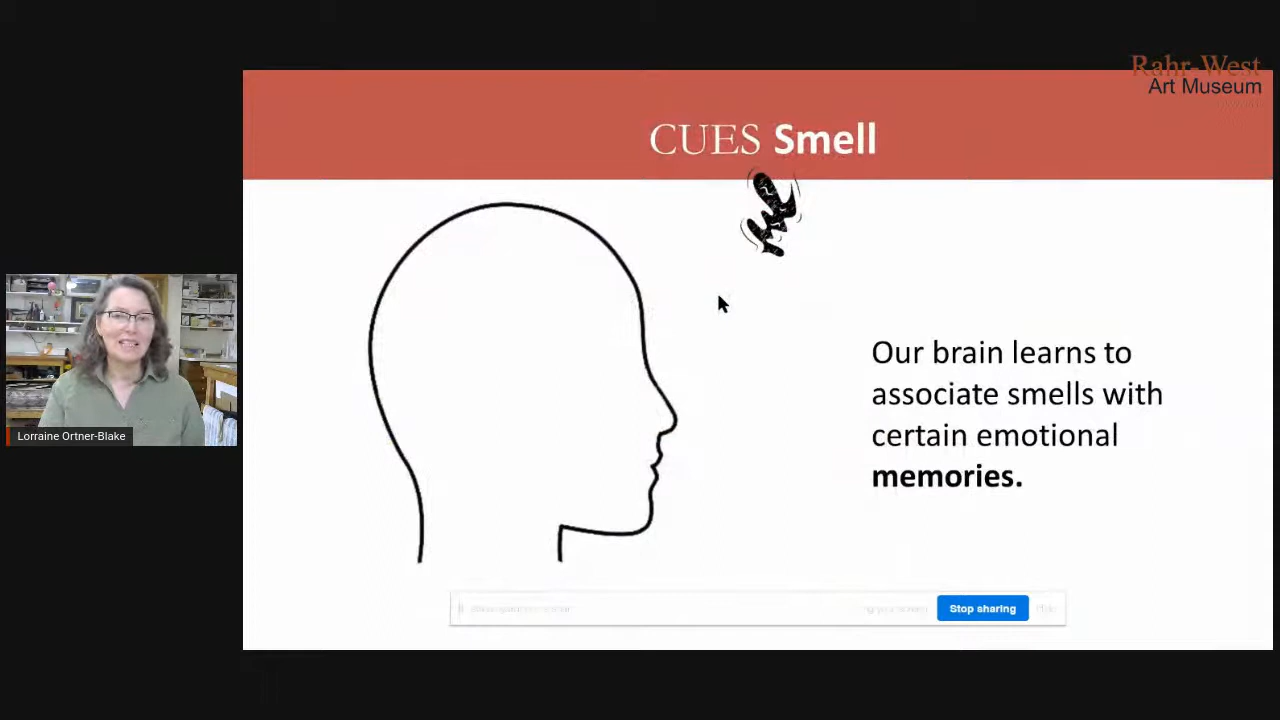 Rahr-West
Art Museum
CUES Smell
Our brain learns to
associate smells with
certain emotional
memories.
Lorraine Ortner-Blake
Stop sharing